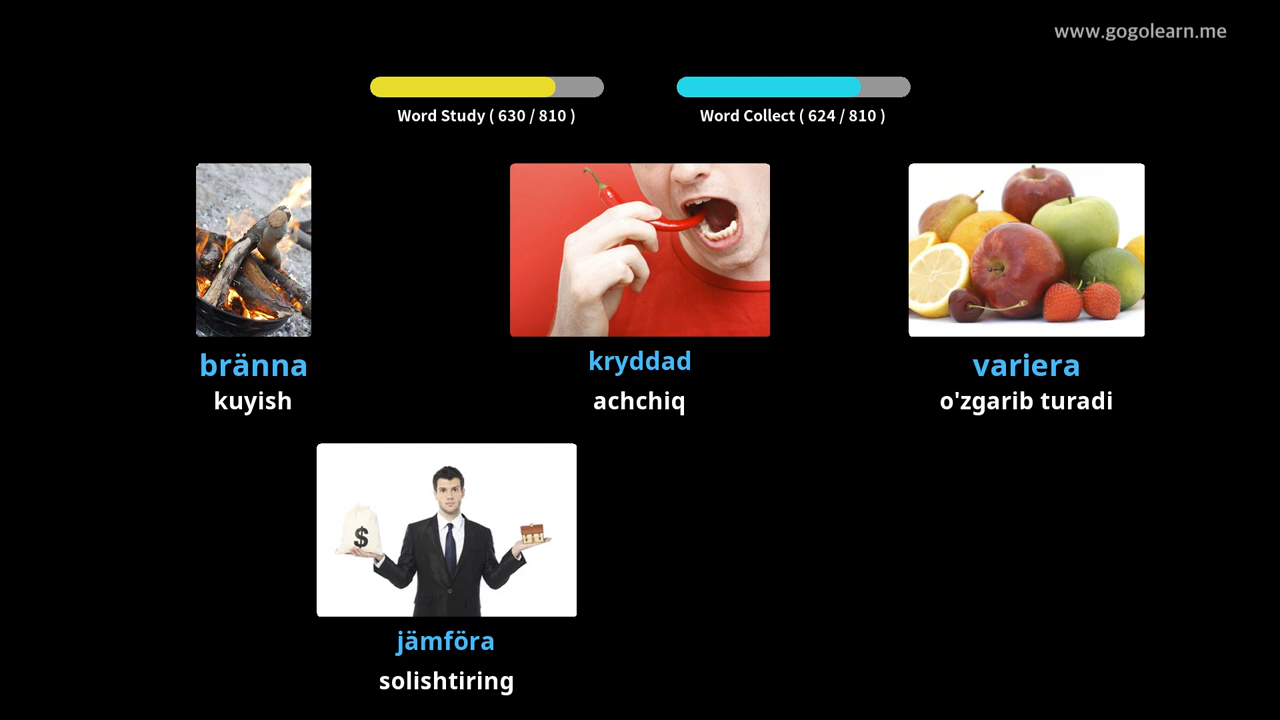 www.gogolearn.me
Word Study ( 630 / 810 )
Word Collect ( 624 / 810 )
bränna
kuyish
kryddad
achchiq
variera
o'zgarib turadi
$
jämföra
solishtiring